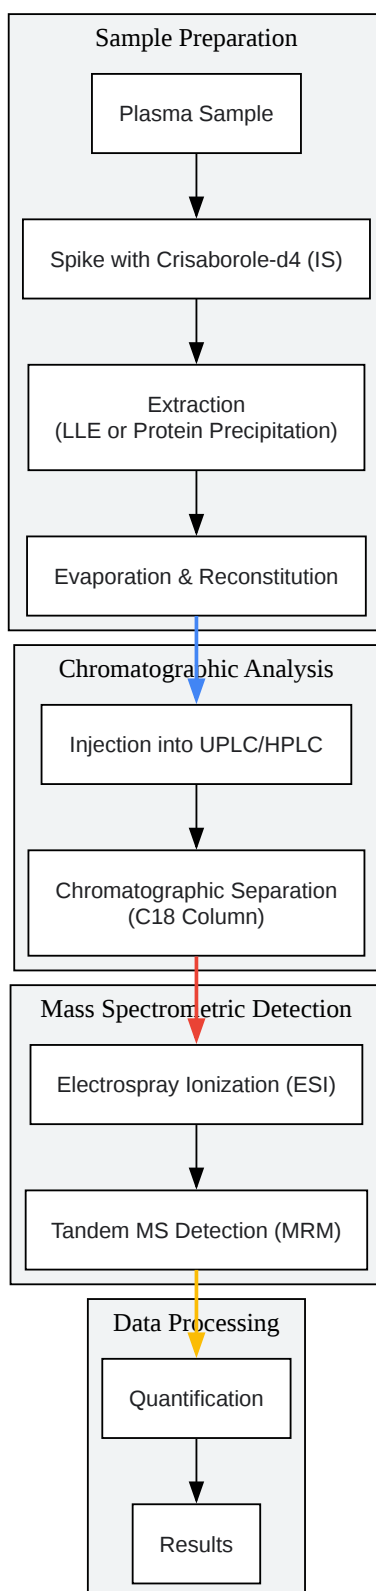 Sample Preparation
Plasma Sample
Spike with Crisaborole-d4 (IS)
Extraction
(LLE or Protein Precipitation)
Evaporation & Reconstitution
Chromatographic Analysis
Injection into UPLC/HPLC
Chromatographic Separation
(C18 Column)
Mass Spectrometric Detection
Electrospray Ionization (ESI)
Tandem MS Detection (MRM)
Data Processing
Quantification
Results